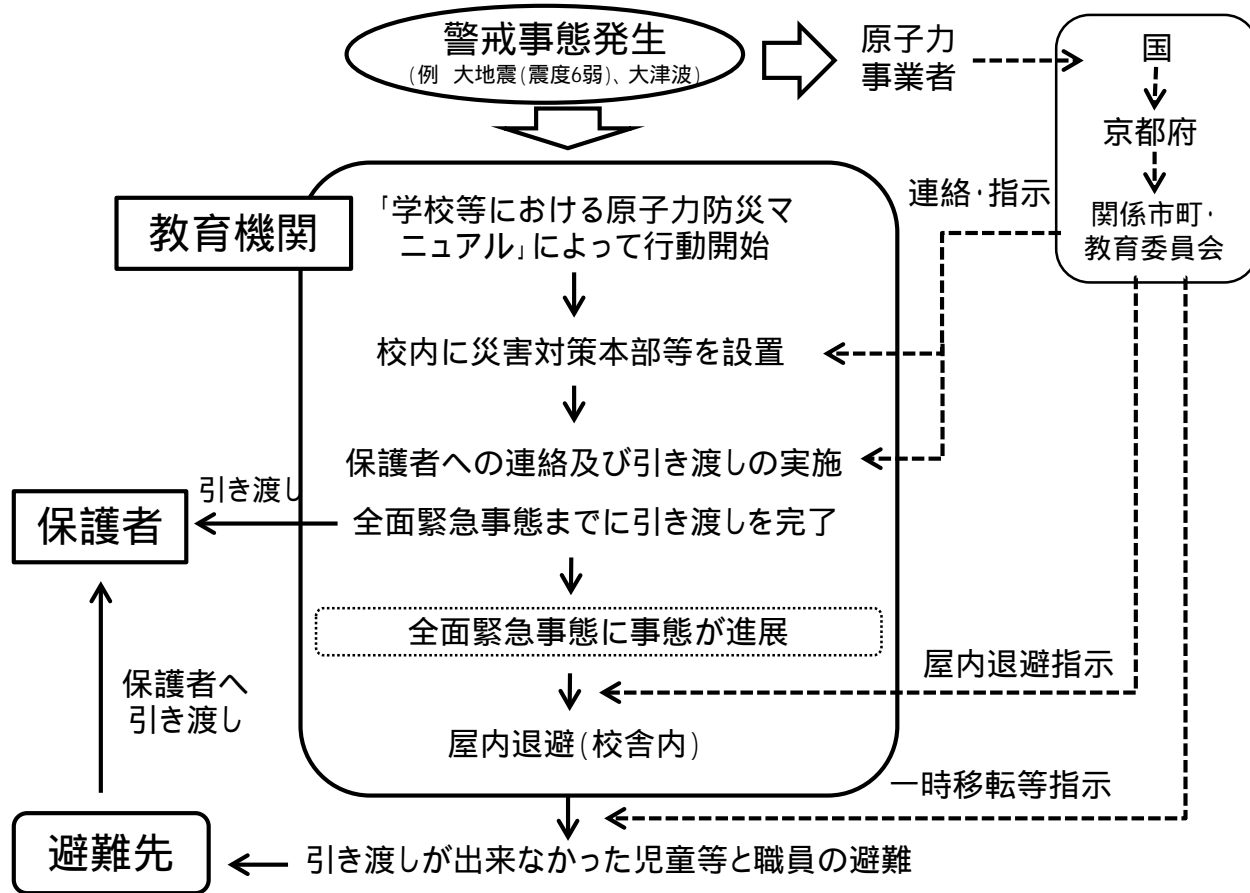 警戒事態発生
(例　大地震(震度6弱)、大津波)
原子力
事業者
国
京都府
関係市町･
教育委員会
連絡･指示
教育機関
｢学校等における原子力防災マ
ニュアル｣によって行動開始
校内に災害対策本部等を設置
保護者への連絡及び引き渡しの実施
引き渡し
保護者
全面緊急事態までに引き渡しを完了
全面緊急事態に事態が進展
屋内退避指示
保護者へ
引き渡し
屋内退避(校舎内)
一時移転等指示
避難先
引き渡しが出来なかった児童等と職員の避難